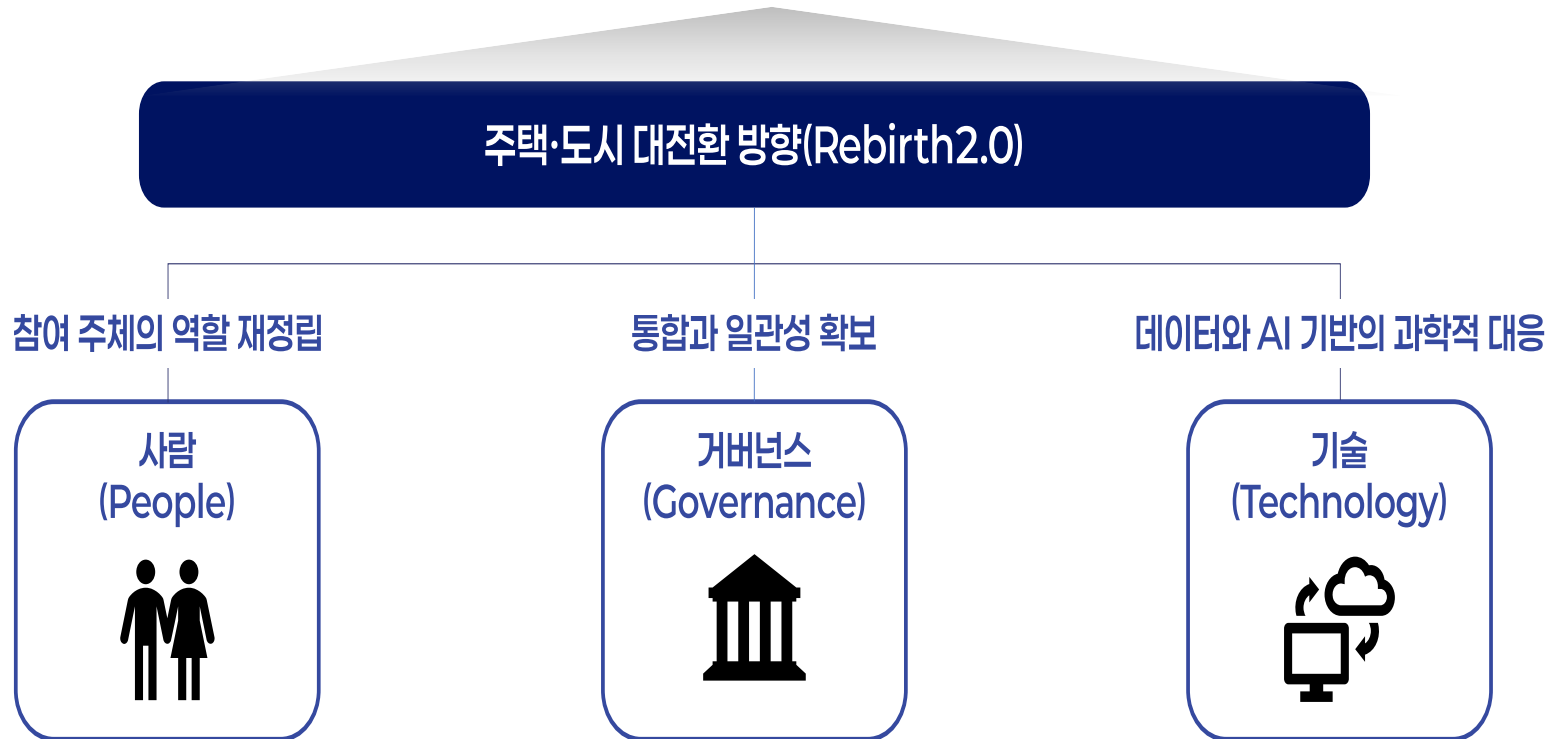 주택·도시 대전환 방향(Rebirth2.0)
참여 주체의 역할 재정립
통합과 일관성 확보
데이터와 AI 기반의 과학적 대응
사람
(People)
거버넌스
(Governance)
기술
(Technology)